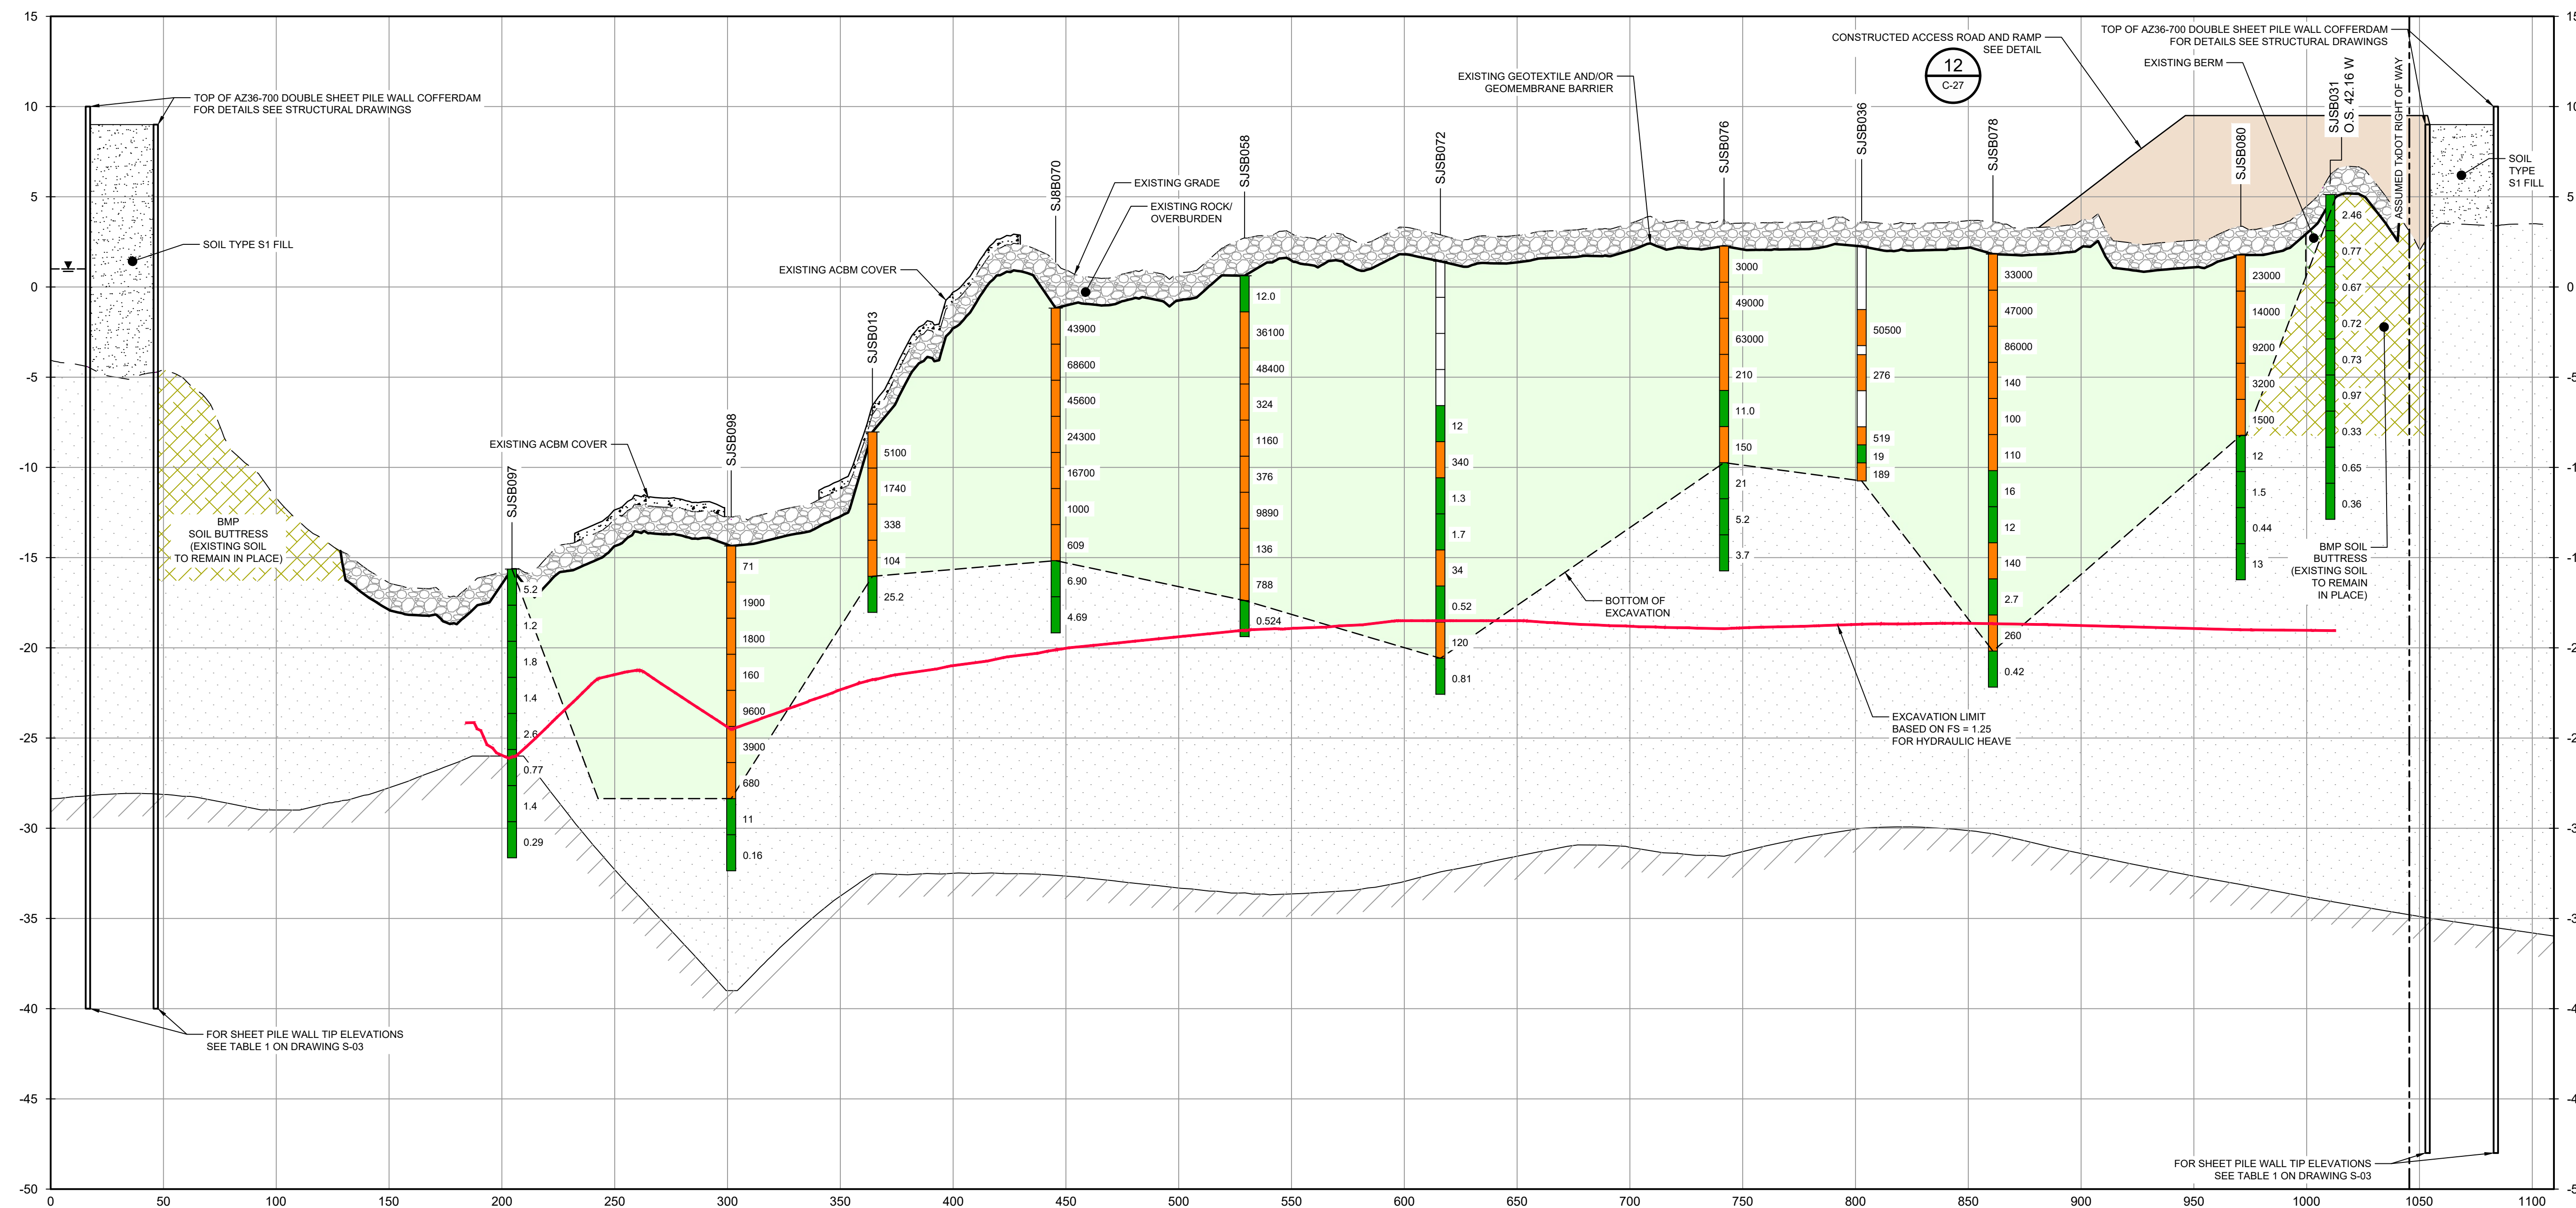 15
10
5
0
-5
-10
-15
-20
-25
-30
-35
-40
-45
-50
0
50
100
150
200
250
300
350
400
450
500
550
600
650
700
750
800
850
900
950
1000
1050
1100
TOP OF AZ36-700 DOUBLE SHEET PILE WALL COFFERDAM
FOR DETAILS SEE STRUCTURAL DRAWINGS
SOIL TYPE S1 FILL
BMP
SOIL BUTTRESS
(EXISTING SOIL
TO REMAIN IN PLACE)
FOR SHEET PILE WALL TIP ELEVATIONS
SEE TABLE 1 ON DRAWING S-03
EXISTING ACBM COVER
SJSB097
5.2
1.2
1.8
1.4
2.6
0.77
1.4
0.29
SJSB098
71
1900
1800
160
9600
3900
680
11
0.16
EXISTING ACBM COVER
SJSB013
5100
1740
338
104
25.2
SJ8B070
43900
68600
45600
24300
16700
1000
609
6.90
4.69
EXISTING GRADE
EXISTING ROCK/
OVERBURDEN
SJSB058
12.0
36100
48400
324
1160
376
9890
136
788
0.524
SJSB072
12
340
1.3
1.7
34
0.52
120
0.81
EXISTING GEOTEXTILE AND/OR
GEOMEMBRANE BARRIER
BOTTOM OF
EXCAVATION
SJSB076
3000
49000
63000
210
11.0
150
21
5.2
3.7
SJSB036
50500
276
519
19
189
EXCAVATION LIMIT
BASED ON FS = 1.25
FOR HYDRAULIC HEAVE
CONSTRUCTED ACCESS ROAD AND RAMP
SEE DETAIL
12
C-27
SJSB078
33000
47000
86000
140
100
110
16
12
140
2.7
260
0.42
SJSB080
23000
14000
9200
3200
1500
12
1.5
0.44
13
TOP OF AZ36-700 DOUBLE SHEET PILE WALL COFFERDAM
FOR DETAILS SEE STRUCTURAL DRAWINGS
EXISTING BERM
SJSB031
O.S. 42.16 W
2.46
0.77
0.67
0.72
0.73
0.97
0.33
0.65
0.36
ASSUMED TxDOT RIGHT OF WAY
SOIL
TYPE
S1 FILL
BMP SOIL
BUTTRESS
(EXISTING SOIL
TO REMAIN
IN PLACE)
FOR SHEET PILE WALL TIP ELEVATIONS
SEE TABLE 1 ON DRAWING S-03
5
0